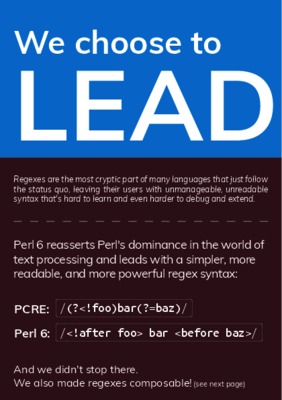 We choose to
LEAD
Regexes are the most cryptic part of many languages that just follow
the status quo, leaving their users with unmanageable, unreadable
syntax that's hard to learn and even harder to debug and extend.
Perl 6 reasserts Perl's dominance in the world of
text processing and leads with a simpler, more
readable, and more powerful regex syntax:
PCRE: /(?<!foo)bar(?=baz)/
Perl 6: /<!after foo> bar <before baz>/
And we didn't stop there.
We also made regexes composable! (see next page)